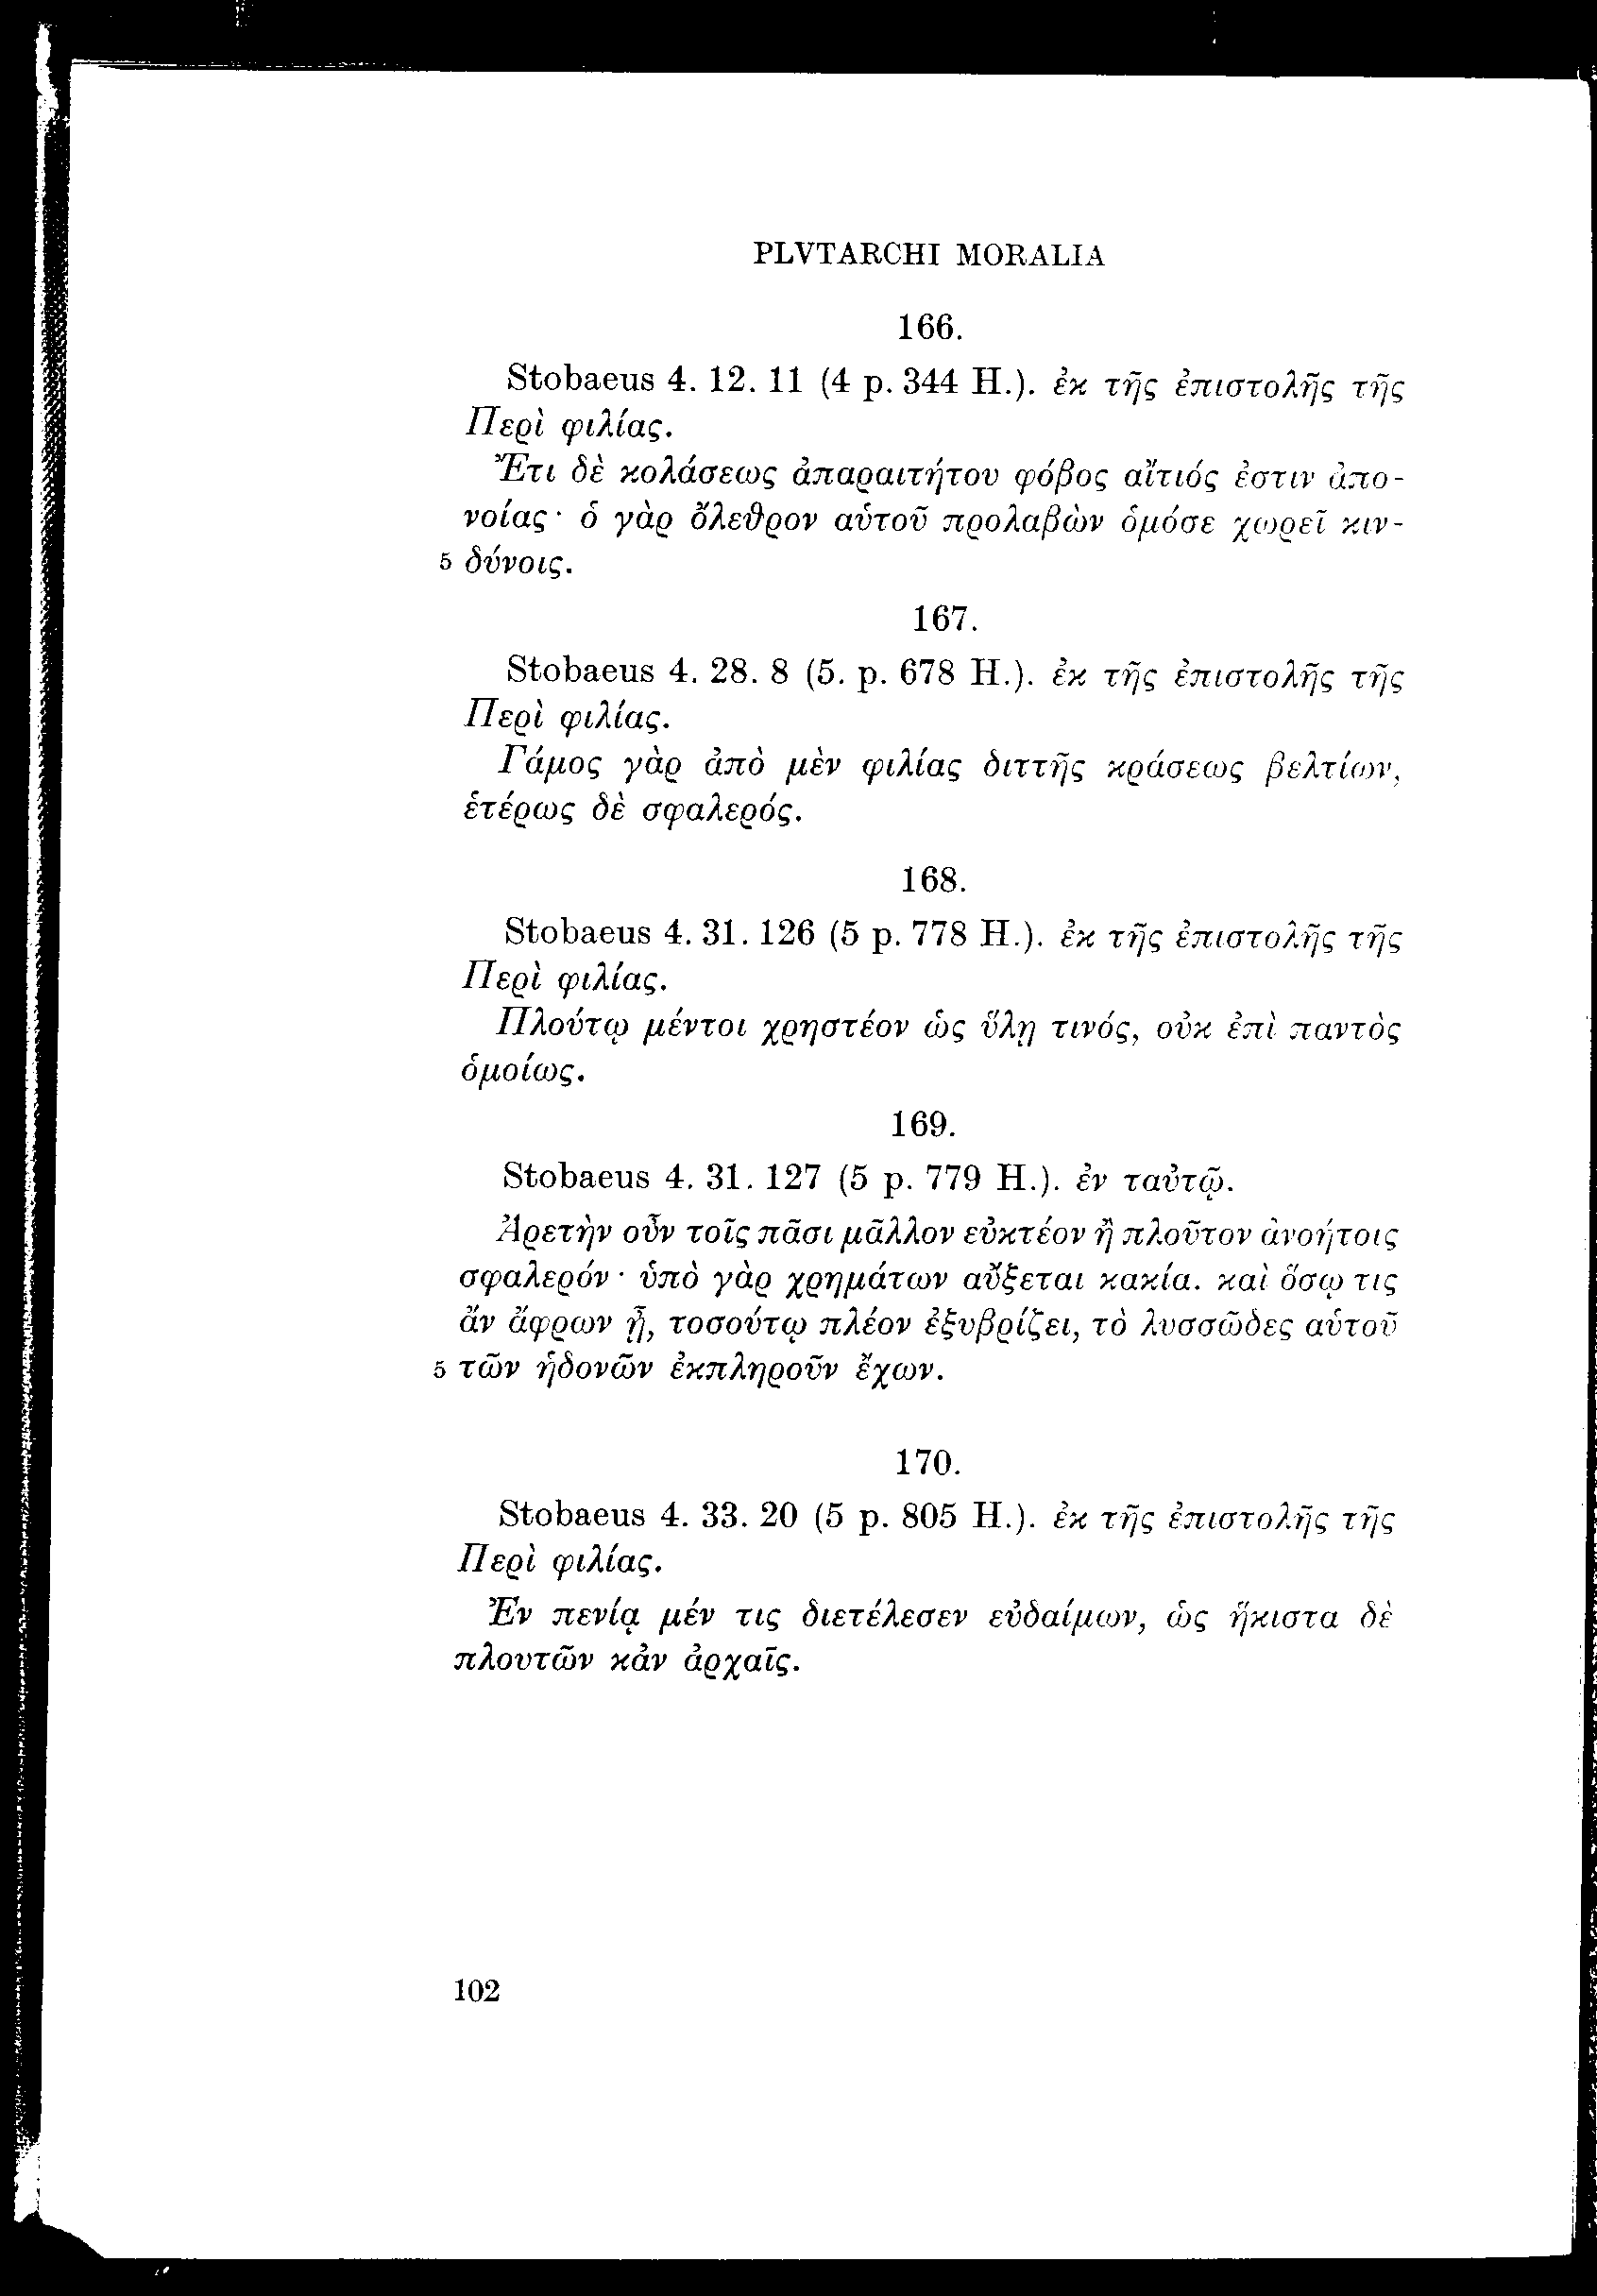 PLVTARCHI MORALIA
166.
Stobaeus 4. 12. 11 (4 p. 344 H.). ἐκ τῆς ἐπιστολῆς τῆς
Περὶ φιλίας.
Ἔτι δὲ κολάσεως ἀπαραιτήτου φόβος αἴτιός ἐστιν ἀπο-
νοίας· ὁ γὰρ ὄλεθρον αὑτοῦ προλαβὼν ὁμόσε χωρεῖ κιν-
5 δύνοις.
167.
Stobaeus 4. 28. 8 (5. p. 678 H.). ἐκ τῆς ἐπιστολῆς τῆς
Περὶ φιλίας.
Γάμος γὰρ ἀπὸ μὲν φιλίας διττῆς κράσεως βελτίων,
ἑτέρως δὲ σφαλερός.
168.
Stobaeus 4. 31. 126 (5 p. 778 H.). ἐκ τῆς ἐπιστολῆς τῆς
Περὶ φιλίας.
Πλούτῳ μέντοι χρηστέον ὡς ὕλῃ τινός, οὐκ ἐπὶ παντὸς
ὁμοίως.
169.
Stobaeus 4. 31. 127 (5 p. 779 H.). ἐν ταὐτῷ.
Ἀρετὴν οὖν τοῖς πᾶσι μᾶλλον εὐκτέον ἢ πλοῦτον ἀνοήτοις
σφαλερόν· ὑπὸ γὰρ χρημάτων αὔξεται κακία. καὶ ὅσῳ τις
ἂν ἄφρων ᾖ, τοσούτῳ πλέον ἐξυβρίζει, τὸ λυσσῶδες αὑτοῦ
5 τῶν ἡδονῶν ἐκπληροῦν ἔχων.
170.
Stobaeus 4. 33. 20 (5 p. 805 H.). ἐκ τῆς ἐπιστολῆς τῆς
Περὶ φιλίας.
Ἐν πενίᾳ μέν τις διετέλεσεν εὐδαίμων, ὡς ἥκιστα δὲ
πλουτῶν κἀν ἀρχαῖς.
102